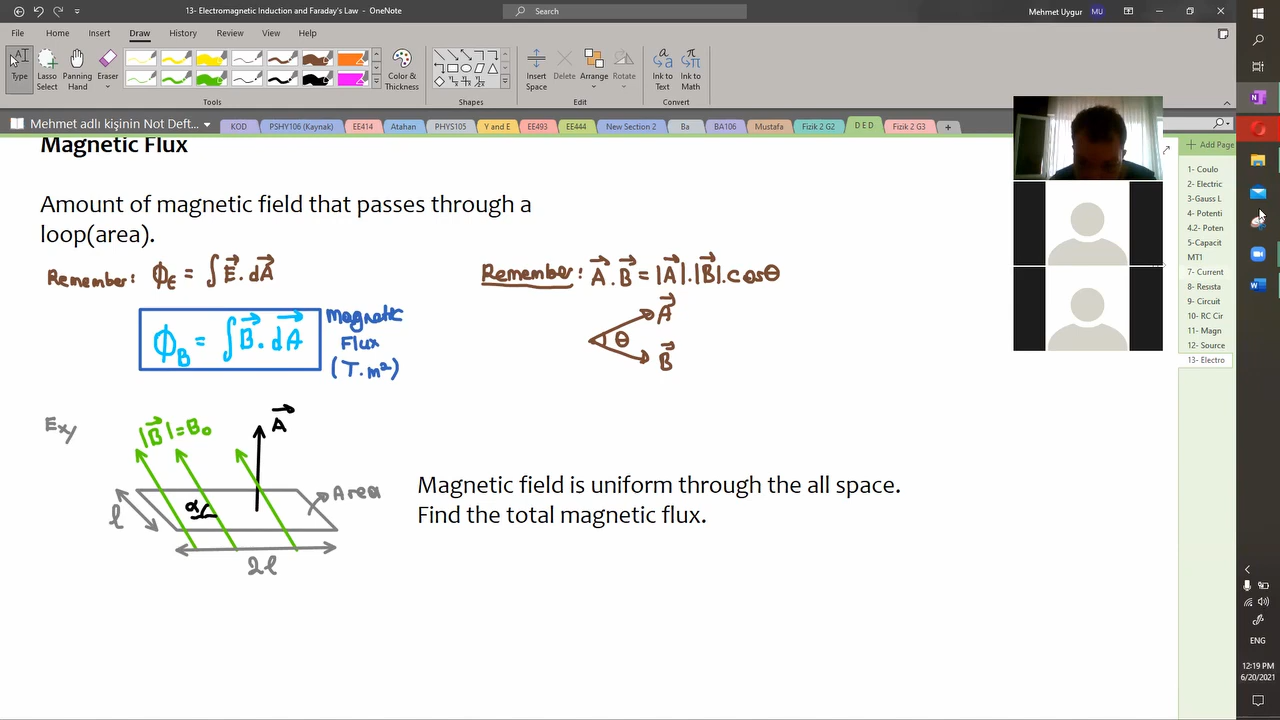 13- Electromagnetic Induction and Faraday's Law - OneNote
Search
Mehmet Uygur
MU
File Home Insert Draw History Review View Help
Type
Lasso Select
Panning Hand
Eraser
Color & Thickness
Insert Space
Delete
Arrange
Rotate
Ink to Text
Ink to Math
Tools
Shapes
Edit
Convert
Mehmet adlı kişinin Not Deft...
KOD PSHY106 (Kaynak) EE414 Atahan PHYS105 Y and E EE493 EE444 New Section 2 Ba BA106 Mustafa Fizik 2 G2 D E D Fizik 2 G3
Add Page
1- Coulo
2- Electric
3-Gauss L
4- Potenti
4.2- Poten
5-Capacit
MT1
7- Current
8- Resista
9- Circuit
10- RC Cir
11- Magn
12- Source
13- Electro
Magnetic Flux
Amount of magnetic field that passes through a
loop(area).
Remember: ϕE = ∫E⃗.dA⃗
Remember: A⃗.B⃗ = |A⃗|.|B⃗|.cosθ
ϕB = ∫B⃗.dA⃗
Magnetic
Flux
(T.m²)
A⃗
θ
B⃗
Ex/
|B⃗|=B₀
A⃗
Area
α
ℓ
2ℓ
Magnetic field is uniform through the all space.
Find the total magnetic flux.
ENG
12:19 PM
6/20/2021